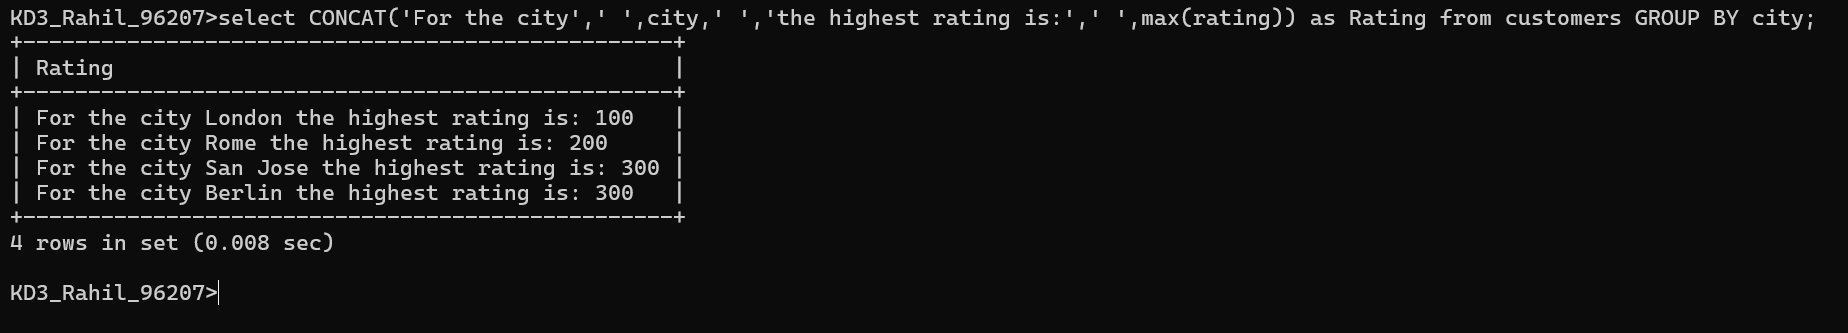 KD3_Rahil_96207>select CONCAT('For the city',' ',city,' ','the highest rating is:',' ',max(rating)) as Rating from customers GROUP BY city;
+--------------------------------------------------+
| Rating                                           |
+--------------------------------------------------+
| For the city London the highest rating is: 100   |
| For the city Rome the highest rating is: 200     |
| For the city San Jose the highest rating is: 300 |
| For the city Berlin the highest rating is: 300   |
+--------------------------------------------------+
4 rows in set (0.008 sec)
KD3_Rahil_96207>